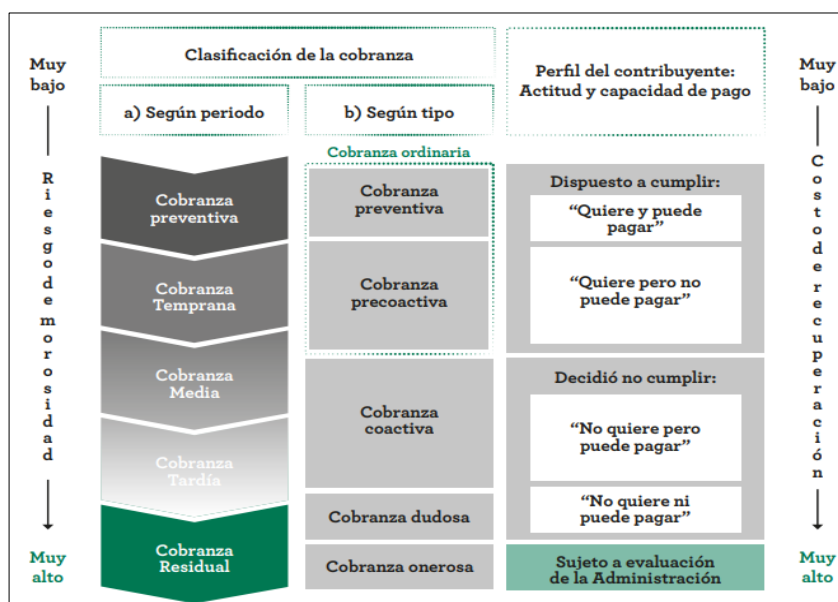 Muy
bajo
Riesgo de morosidad
Muy
alto
Clasificación de la cobranza
a) Según periodo
Cobranza
preventiva
Cobranza
Temprana
Cobranza
Media
Cobranza
Tardía
Cobranza
Residual
b) Según tipo
Cobranza ordinaria
Cobranza
preventiva
Cobranza
precoactiva
Cobranza
coactiva
Cobranza dudosa
Cobranza onerosa
Perfil del contribuyente:
Actitud y capacidad de pago
Dispuesto a cumplir:
“Quiere y puede
pagar”
“Quiere pero no
puede pagar”
Decidió no cumplir:
“No quiere pero
puede pagar”
“No quiere ni
puede pagar”
Sujeto a evaluación
de la Administración
Muy
bajo
Costo de recuperación
Muy
alto